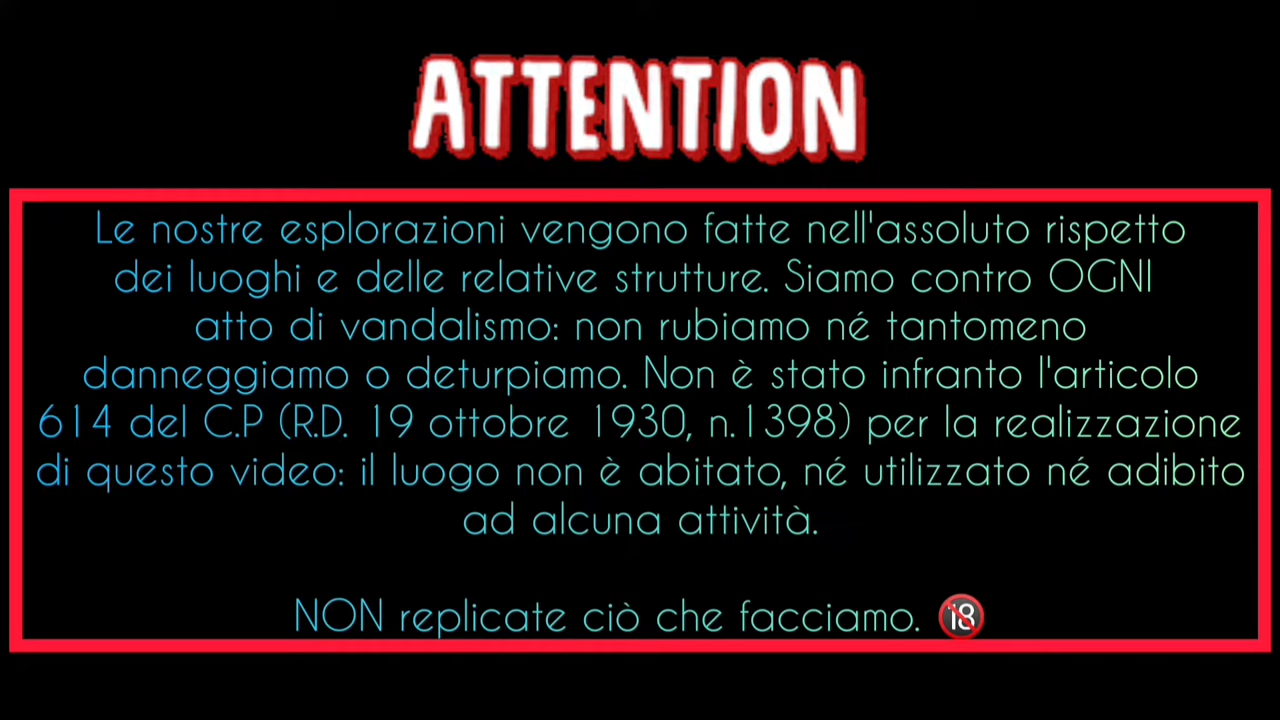 ATTENTION
Le nostre esplorazioni vengono fatte nell'assoluto rispetto
dei luoghi e delle relative strutture. Siamo contro OGNI
atto di vandalismo: non rubiamo né tantomeno
danneggiamo o deturpiamo. Non è stato infranto l'articolo
614 del C.P (R.D. 19 ottobre 1930, n.1398) per la realizzazione
di questo video: il luogo non è abitato, né utilizzato né adibito
ad alcuna attività.
NON replicate ciò che facciamo. 🔞